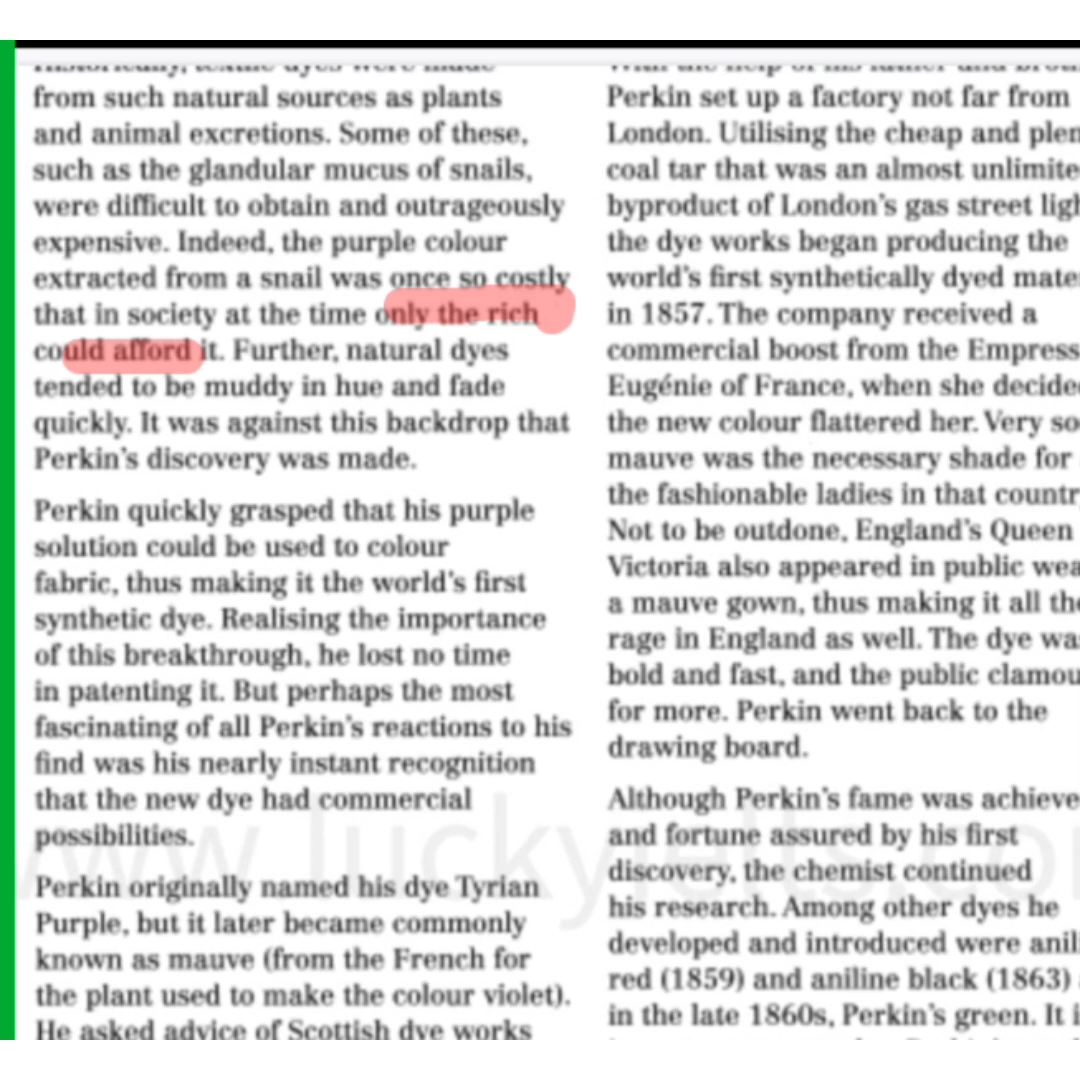 Historically, textile dyes were made
from such natural sources as plants
and animal excretions. Some of these,
such as the glandular mucus of snails,
were difficult to obtain and outrageously
expensive. Indeed, the purple colour
extracted from a snail was once so costly
that in society at the time only the rich
could afford it. Further, natural dyes
tended to be muddy in hue and fade
quickly. It was against this backdrop that
Perkin's discovery was made.
Perkin quickly grasped that his purple
solution could be used to colour
fabric, thus making it the world's first
synthetic dye. Realising the importance
of this breakthrough, he lost no time
in patenting it. But perhaps the most
fascinating of all Perkin's reactions to his
find was his nearly instant recognition
that the new dye had commercial
possibilities.
Perkin originally named his dye Tyrian
Purple, but it later became commonly
known as mauve (from the French for
the plant used to make the colour violet).
He asked advice of Scottish dye works
With the help of his father and
Perkin set up a factory not far from
London. Utilising the cheap and
coal tar that was an almost
byproduct of London's gas street
the dye works began producing the
world's first synthetically dyed
in 1857. The company received a
commercial boost from the Empress
Eugénie of France, when she
the new colour flattered her. Very
mauve was the necessary shade for
the fashionable ladies in that
Not to be outdone, England's Queen
Victoria also appeared in public
a mauve gown, thus making it all
rage in England as well. The dye
bold and fast, and the public
for more. Perkin went back to the
drawing board.
Although Perkin's fame was
and fortune assured by his first
discovery, the chemist continued
his research. Among other dyes he
developed and introduced were
red (1859) and aniline black (1863)
in the late 1860s, Perkin's green. It